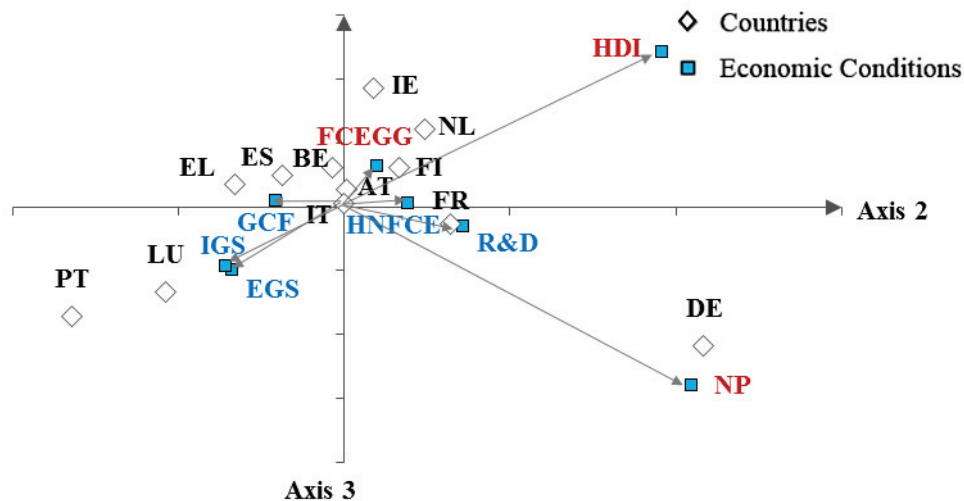 Countries
HDI
Economic Conditions
IE
FCEGG
NL
EL
ES
BE
FI
AT
IT
HNFCE
FR
Axis 2
GCF
IGS
R&D
LU
PT
EGS
DE
NP
Axis 3